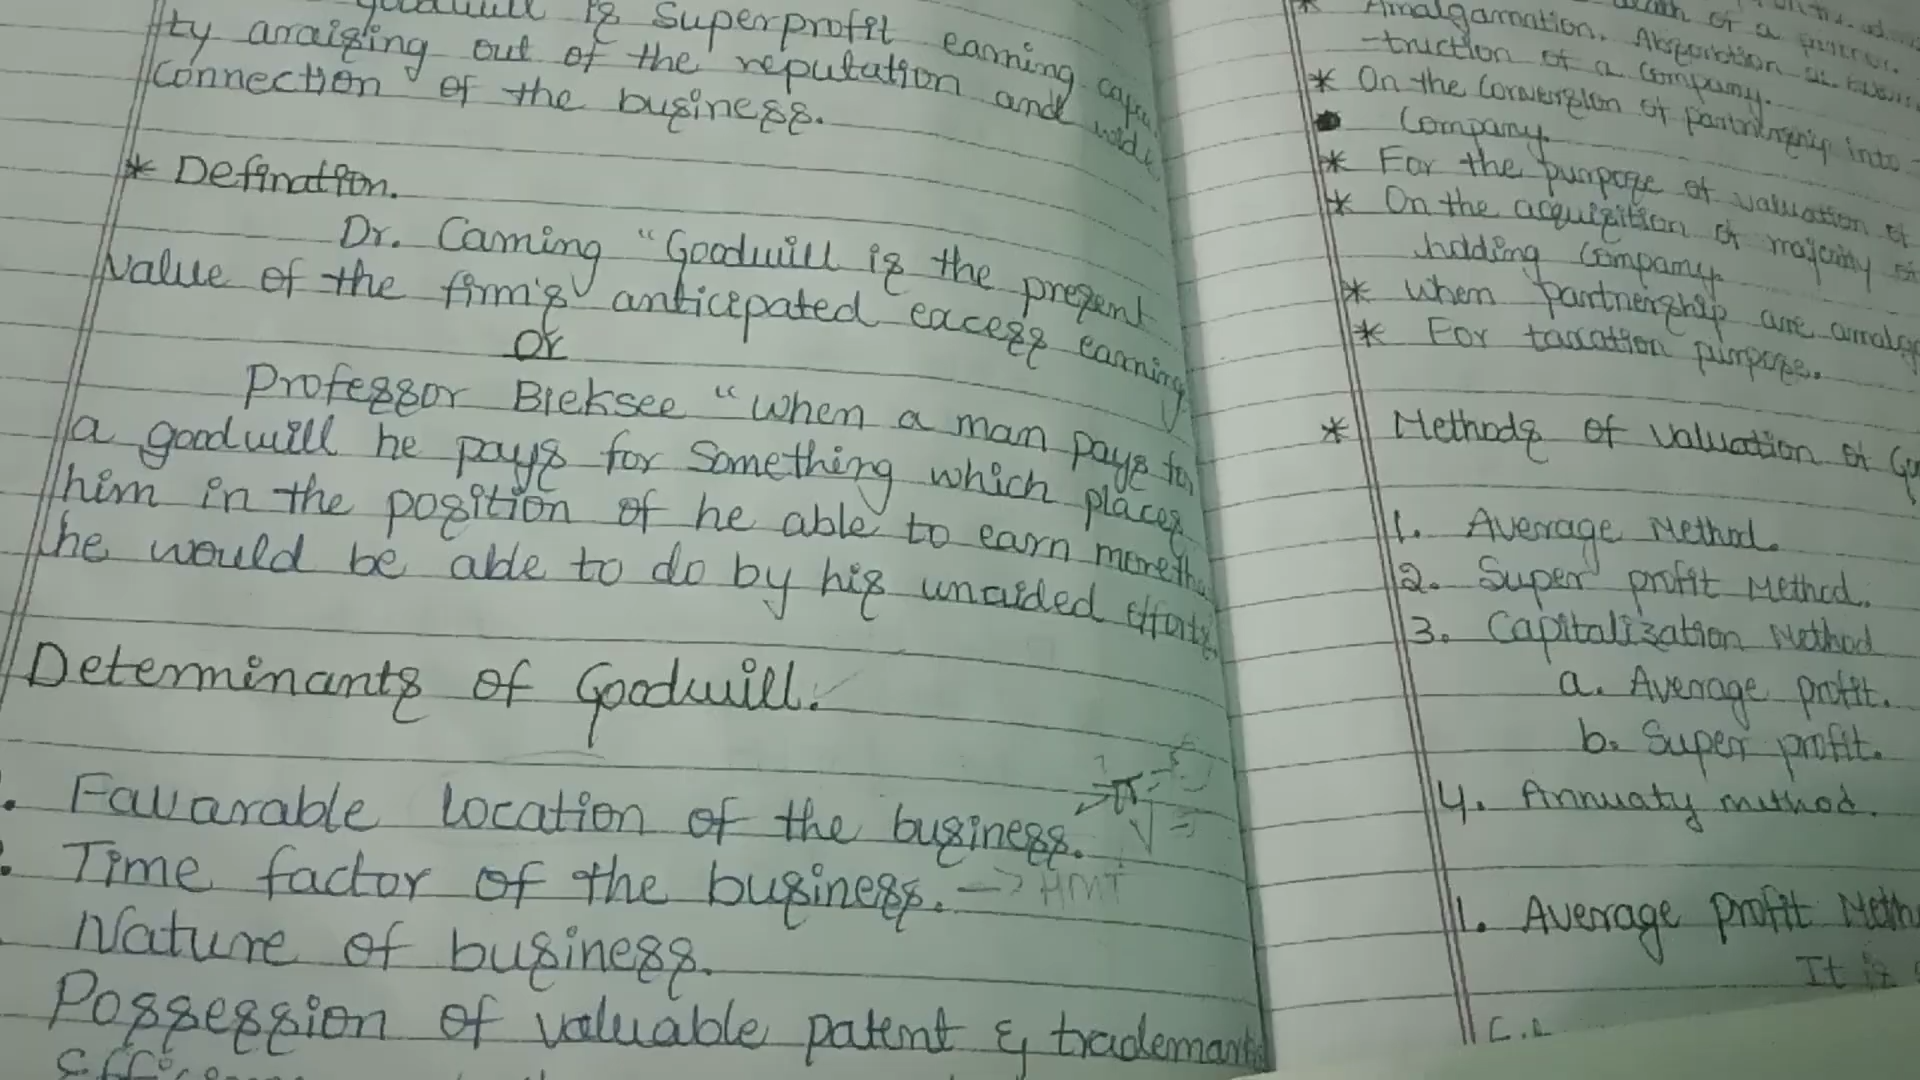 goodwill is Superprofit earning
ty araising out of the reputation and
Connection of the business.
* Defination.
Dr. Caming "Goodwill is the present
value of the firm's anticipated excess earning
Or
Professor Bieksee "when a man pays for
a goodwill he pays for Something which places
him in the position of he able to earn more
he would be able to do by his unaided efforts.
Determinants of Goodwill.
Favarable location of the business.
Time factor of the business. → HMT
Nature of business.
Possession of valuable patent & trademark
* Amalgamation. Absorption
-truction of a Company.
* On the Conversion of partnership into
Company.
* For the purpose of valuation of
* On the acquisition of majority
holding Company.
* when partnership are
* For taxation purpose.
* Methods of Valuation of
1. Average Method.
2. Super profit Method.
3. Capitalization Method
a. Average profit.
b. Super profit.
4. Annuaty method.
1. Average profit
It is